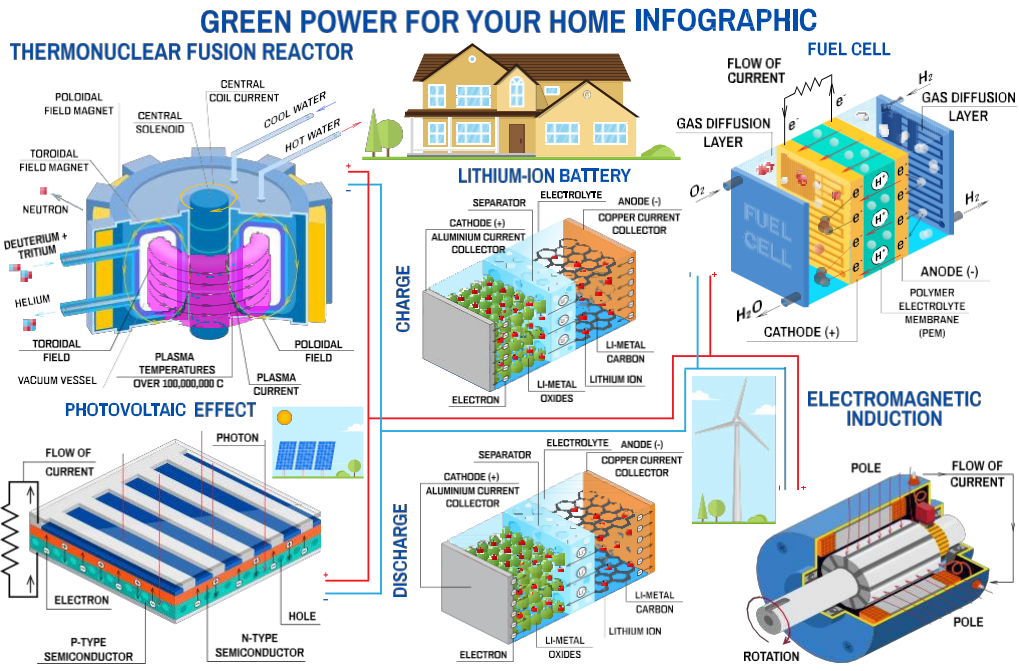 GREEN POWER FOR YOUR HOME INFOGRAPHIC
THERMONUCLEAR FUSION REACTOR
POLOIDAL
FIELD MAGNET
CENTRAL
COIL CURRENT
CENTRAL
SOLENOID
COOL WATER
HOT WATER
TOROIDAL
FIELD MAGNET
NEUTRON
DEUTERIUM +
TRITIUM
HELIUM
TOROIDAL
FIELD
VACUUM VESSEL
PLASMA
TEMPERATURES
OVER 100,000,000 C
PLASMA
CURRENT
POLOIDAL
FIELD
+
-
LITHIUM-ION BATTERY
CHARGE
ELECTROLYTE
SEPARATOR
ANODE (-)
COPPER CURRENT
COLLECTOR
CATHODE (+)
ALUMINIUM CURRENT
COLLECTOR
LI-METAL
CARBON
LITHIUM ION
LI-METAL
OXIDES
ELECTRON
FUEL CELL
FLOW OF
CURRENT
e-
e-
H2
GAS DIFFUSION
LAYER
GAS DIFFUSION
LAYER
O2
H2
FUEL
CELL
e e e e
H+ H+ H+ H+
e e e e
H2O
CATHODE (+)
ANODE (-)
POLYMER
ELECTROLYTE
MEMBRANE
(PEM)
- +
PHOTOVOLTAIC EFFECT
FLOW OF
CURRENT
PHOTON
ELECTRON
HOLE
P-TYPE
SEMICONDUCTOR
N-TYPE
SEMICONDUCTOR
+
-
DISCHARGE
ELECTROLYTE
SEPARATOR
ANODE (-)
COPPER CURRENT
COLLECTOR
CATHODE (+)
ALUMINIUM CURRENT
COLLECTOR
LI-METAL
CARBON
LITHIUM ION
LI-METAL
OXIDES
ELECTRON
- +
ELECTROMAGNETIC
INDUCTION
POLE
FLOW OF
CURRENT
POLE
ROTATION